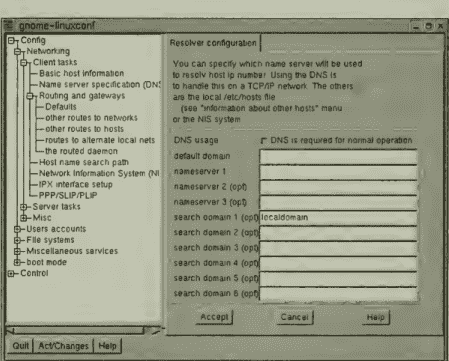 gnome-linuxconf
Config
Networking
Client tasks
Basic host information
Name server specification (DNS
Routing and gateways
Defaults
other routes to networks
other routes to hosts
routes to alternate local nets
the routed daemon
Host name search path
Network Information System (NI
IPX interface setup
PPP/SLIP/PLIP
Server tasks
Misc
Users accounts
File systems
Miscellaneous services
boot mode
Control
Quit Act/Changes Help
Resolver configuration
You can specify which name server will be used
to resolv host ip number. Using the DNS is
to handle this on a TCP/IP network. The others
are the local /etc/hosts file
(see "information about other hosts" menu
or the NIS system
DNS usage DNS is required for normal operation
default domain
nameserver 1
nameserver 2 (opt)
nameserver 3 (opt)
search domain 1 (opt) localdomain
search domain 2 (opt)
search domain 3 (opt)
search domain 4 (opt)
search domain 5 (opt)
search domain 6 (opt)
Accept Cancel Help